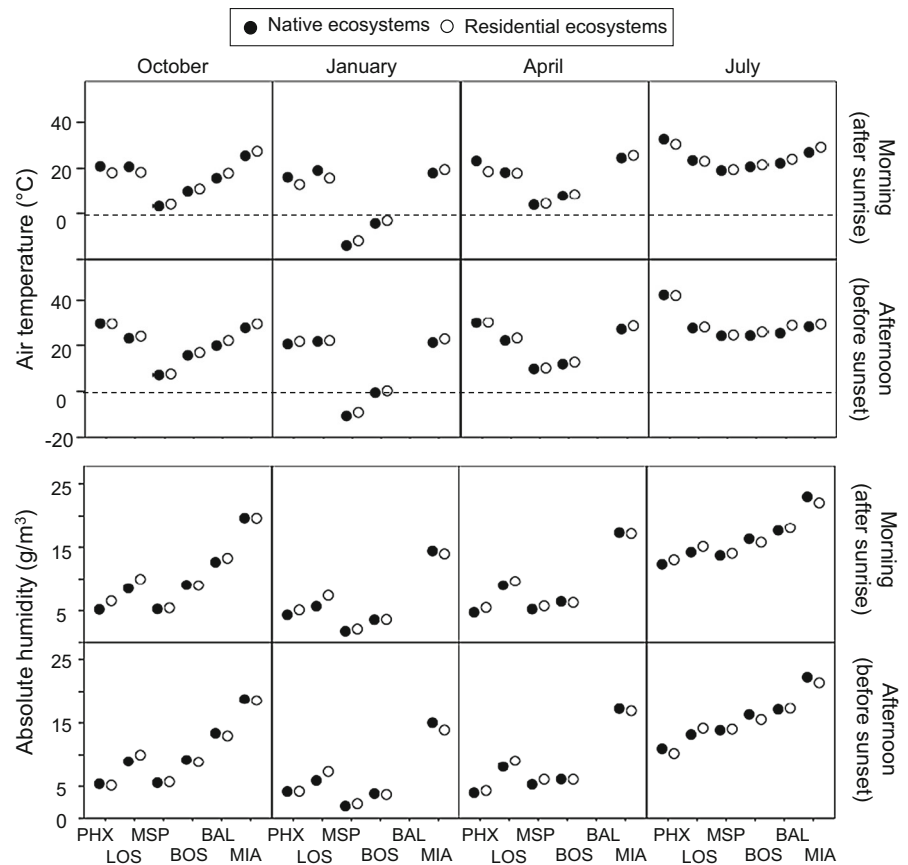 Native ecosystems Residential ecosystems
October January April July
Air temperature (°C)
40
20
0
40
20
0
-20
Morning
(after sunrise)
Afternoon
(before sunset)
Absolute humidity (g/m³)
25
15
5
25
15
5
0
Morning
(after sunrise)
Afternoon
(before sunset)
PHX MSP BAL PHX MSP BAL PHX MSP BAL PHX MSP BAL
LOS BOS MIA LOS BOS MIA LOS BOS MIA LOS BOS MIA